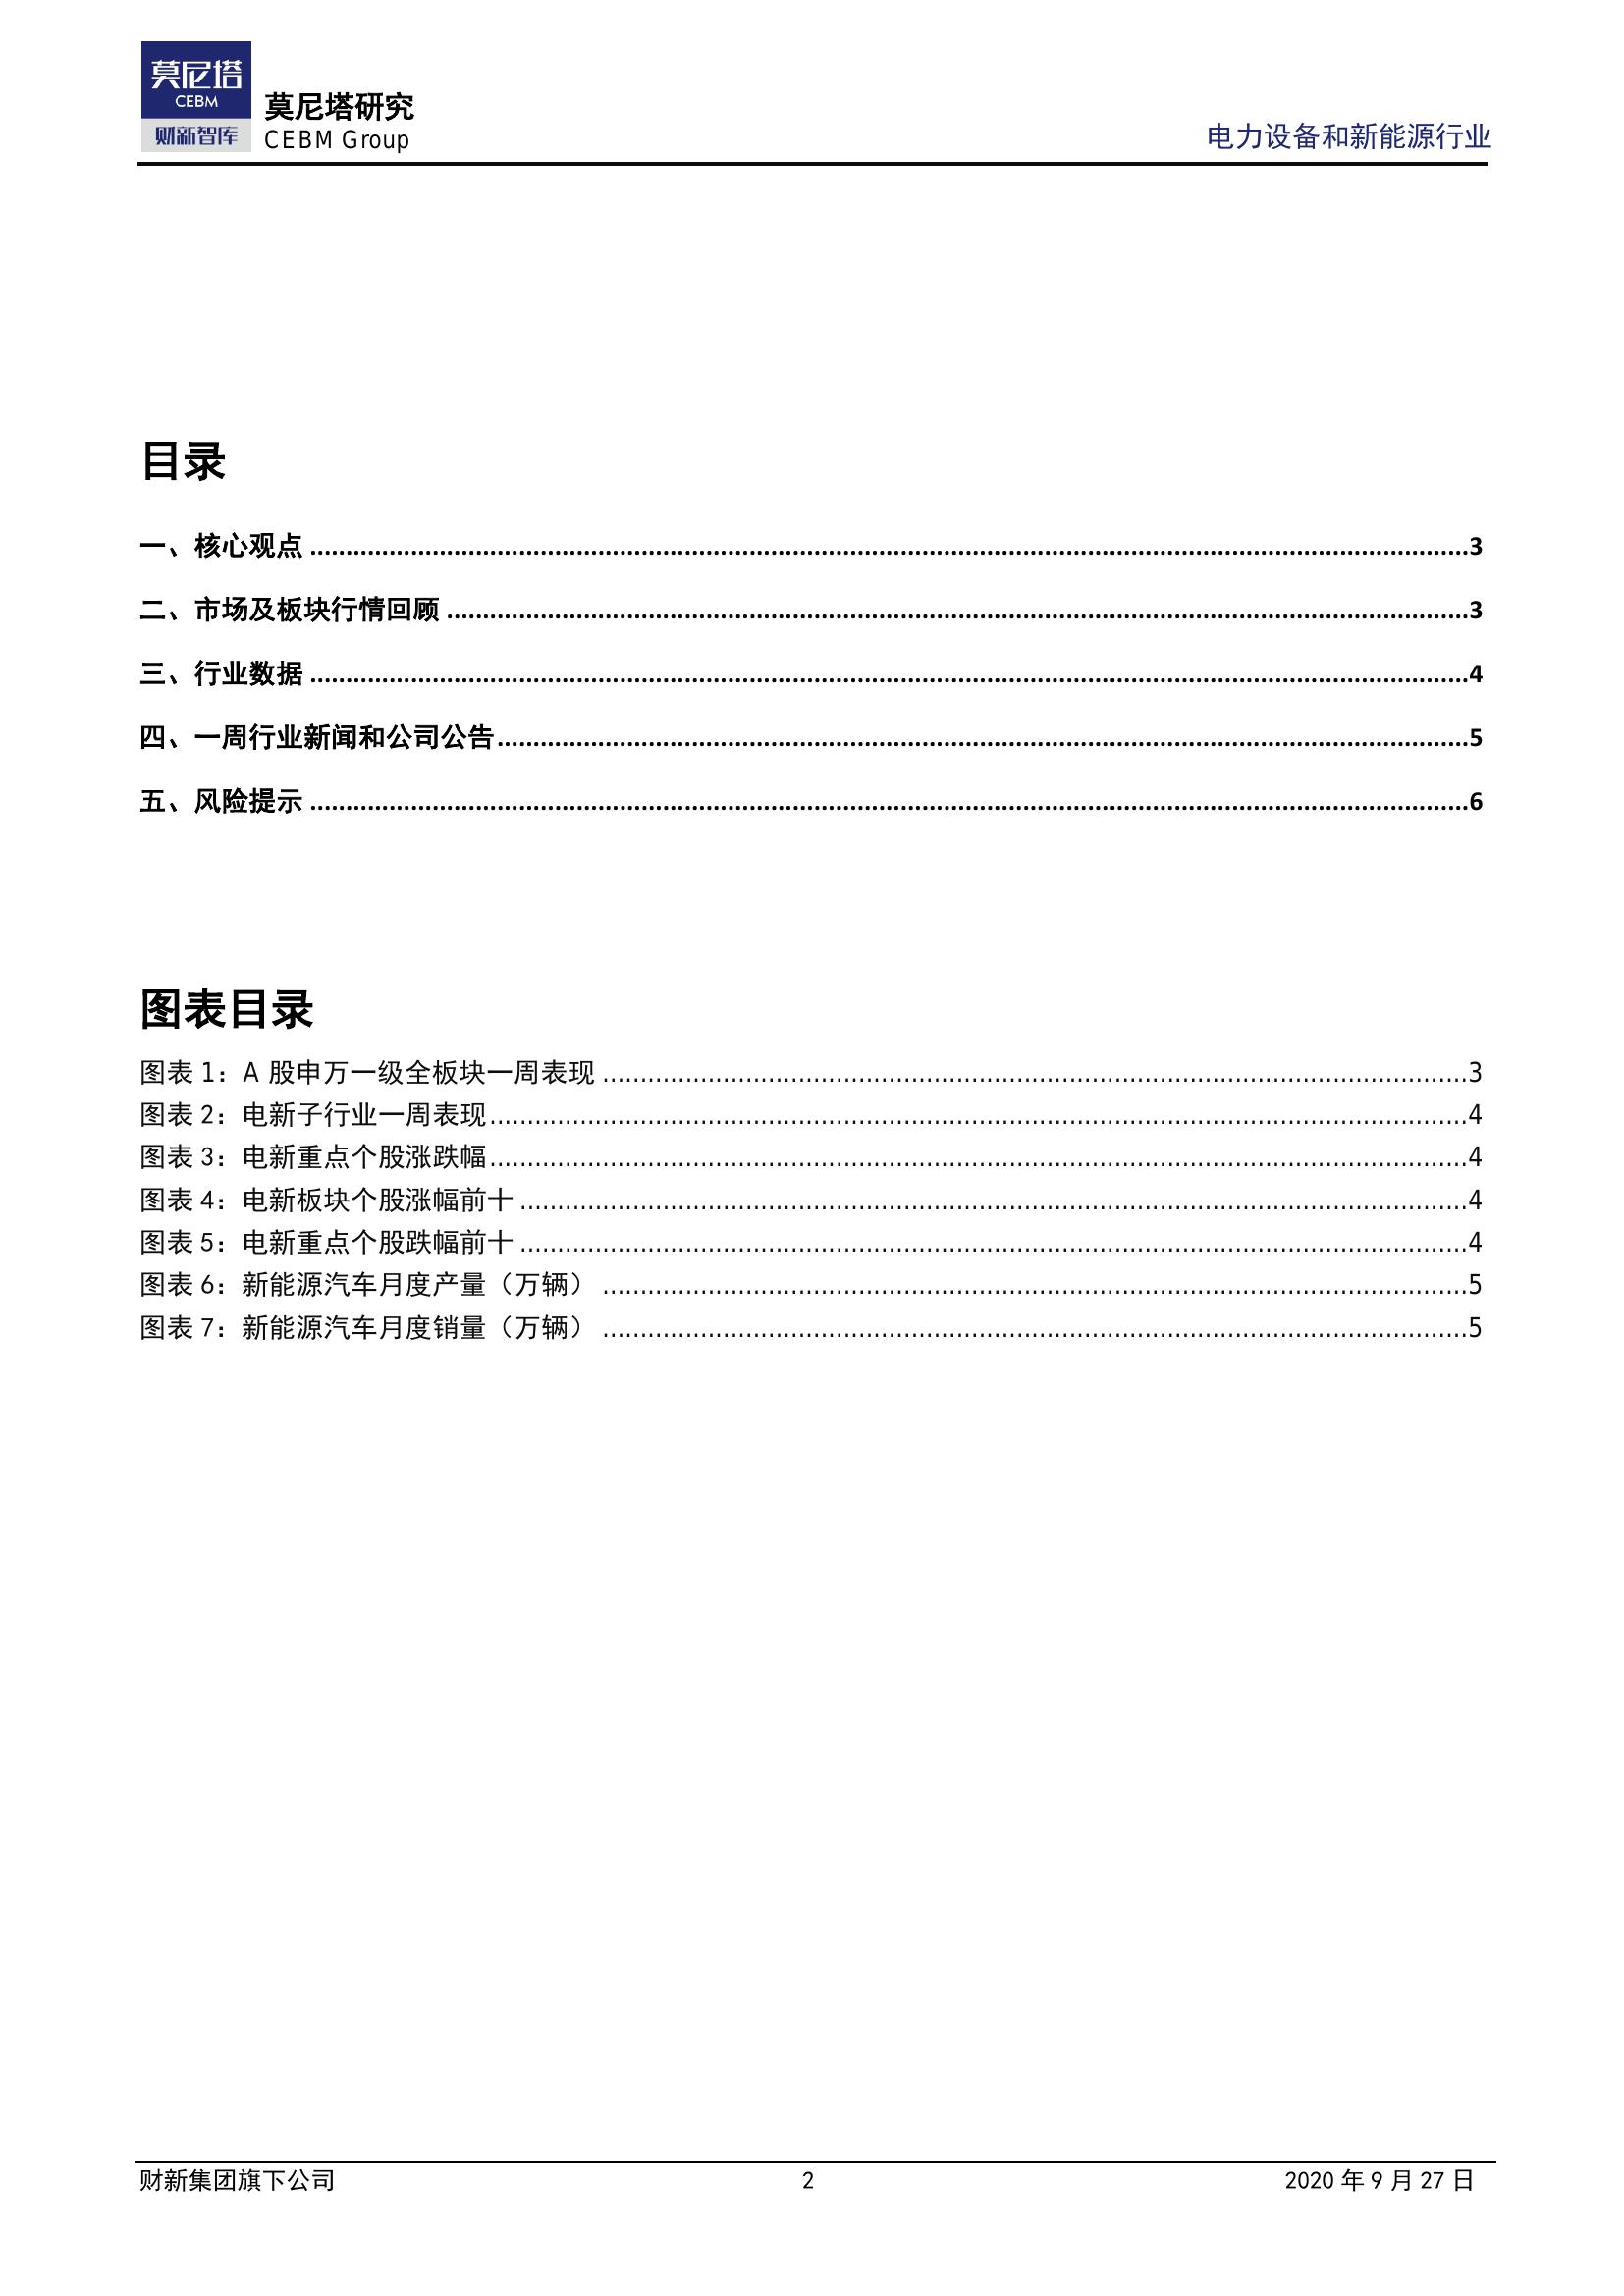 莫尼塔
CEBM
财新智库
莫尼塔研究
CEBM Group
电力设备和新能源行业
目录
一、核心观点 ........ 3
二、市场及板块行情回顾 ........ 3
三、行业数据 ........ 4
四、一周行业新闻和公司公告 ........ 5
五、风险提示 ........ 6
图表目录
图表 1：A 股申万一级全板块一周表现 ........ 3
图表 2：电新子行业一周表现 ........ 4
图表 3：电新重点个股涨跌幅 ........ 4
图表 4：电新板块个股涨幅前十 ........ 4
图表 5：电新重点个股跌幅前十 ........ 4
图表 6：新能源汽车月度产量（万辆） ........ 5
图表 7：新能源汽车月度销量（万辆） ........ 5
财新集团旗下公司 2 2020 年 9 月 27 日